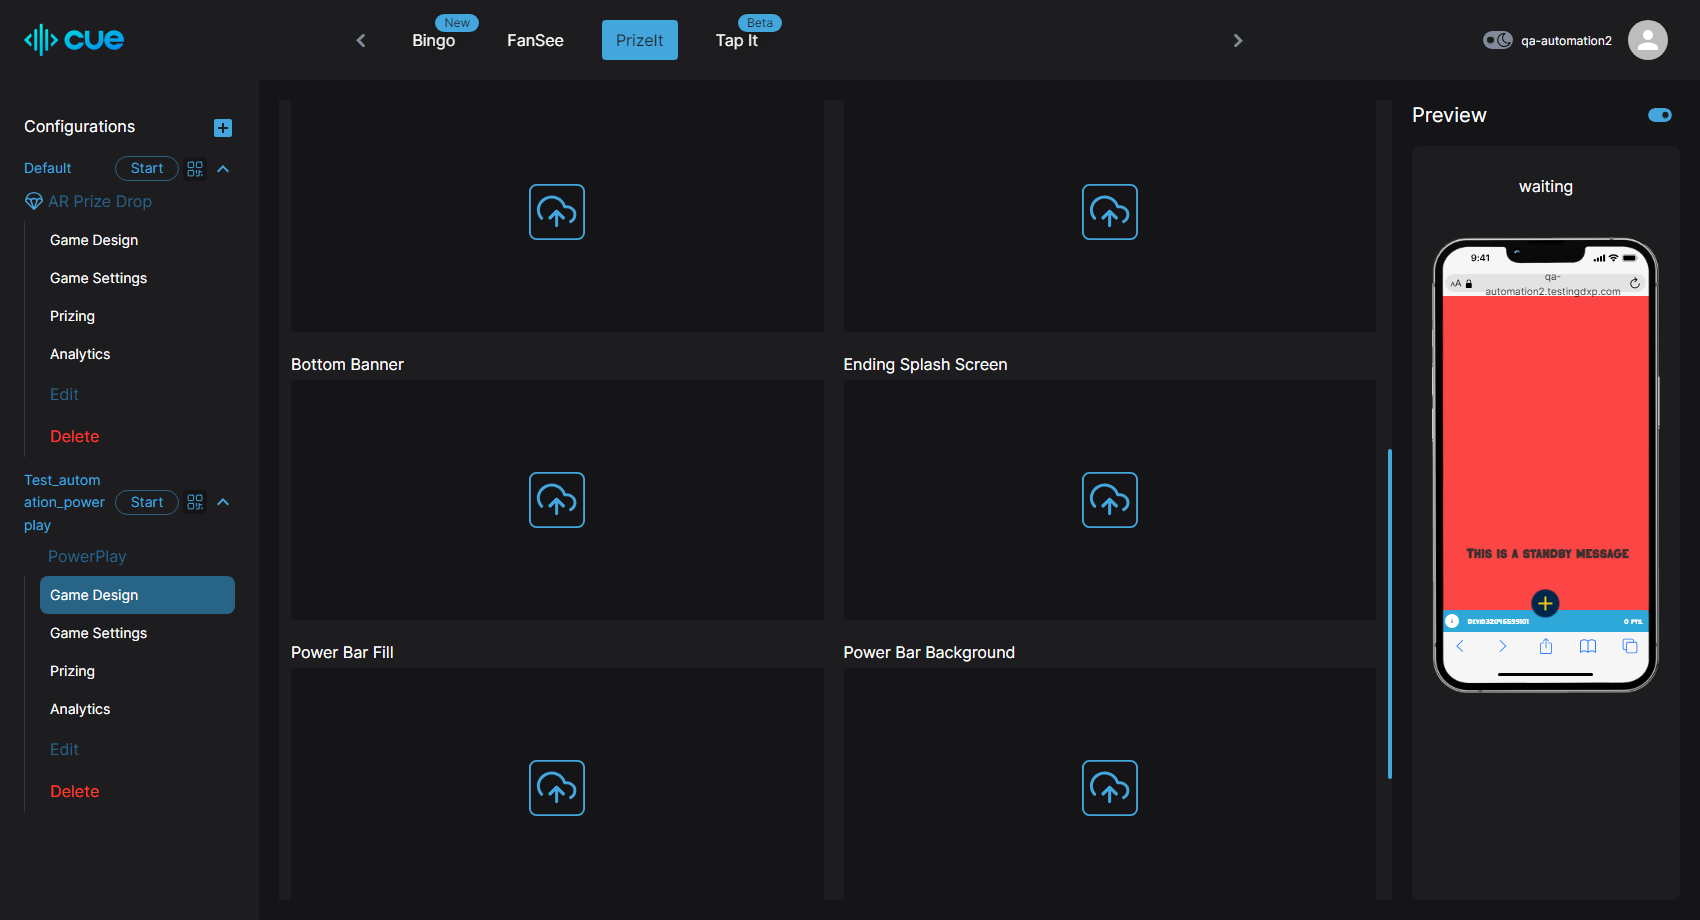 cue
New
Bingo
FanSee
PrizeIt
Beta
Tap It
qa-automation2
Configurations
Default
Start
AR Prize Drop
Game Design
Game Settings
Prizing
Analytics
Edit
Delete
Test_autom
ation_power
play
Start
PowerPlay
Game Design
Game Settings
Prizing
Analytics
Edit
Delete
Bottom Banner
Ending Splash Screen
Power Bar Fill
Power Bar Background
Preview
waiting
9:41
AA
qa-
automation2.testingdxp.com
This is a standby message
0 PTS.